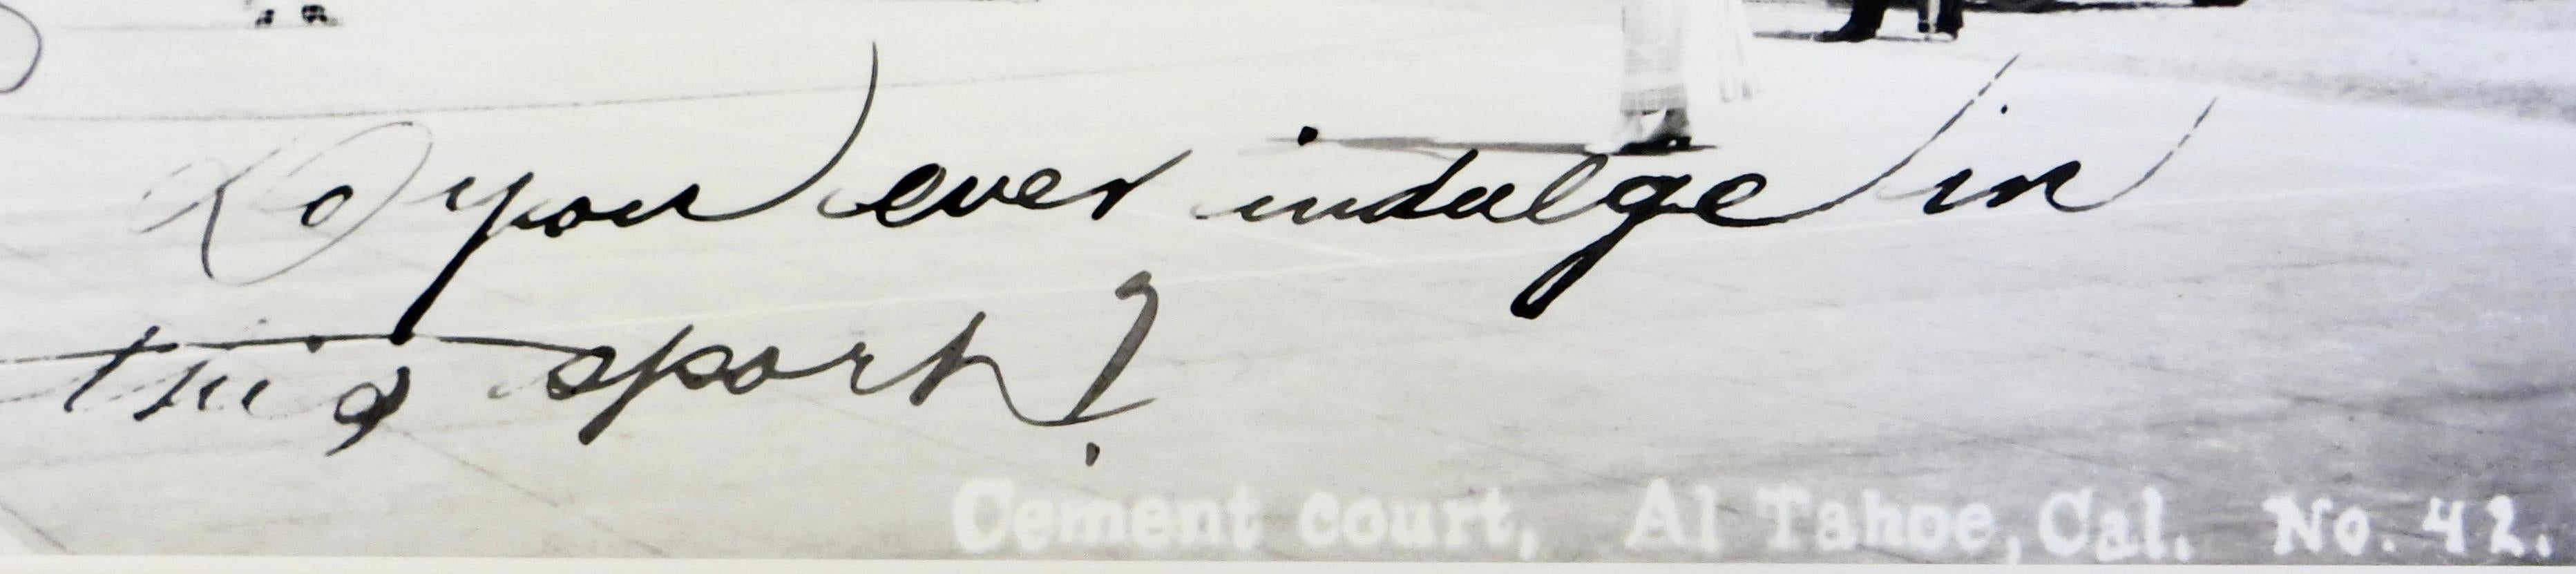 Do you ever indulge in
this sport?
Cement court, Al Tahoe, Cal. No. 42.